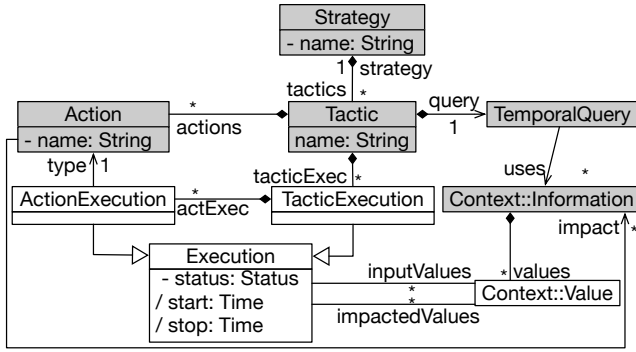 Strategy
- name: String
1 strategy
tactics *
Action
- name: String
* actions
Tactic
name: String
query
1
TemporalQuery
type 1
tacticExec *
uses *
ActionExecution
* actExec
TacticExecution
Context::Information
impact *
Execution
- status: Status
/ start: Time
/ stop: Time
inputValues *
* values
Context::Value
* impactedValues